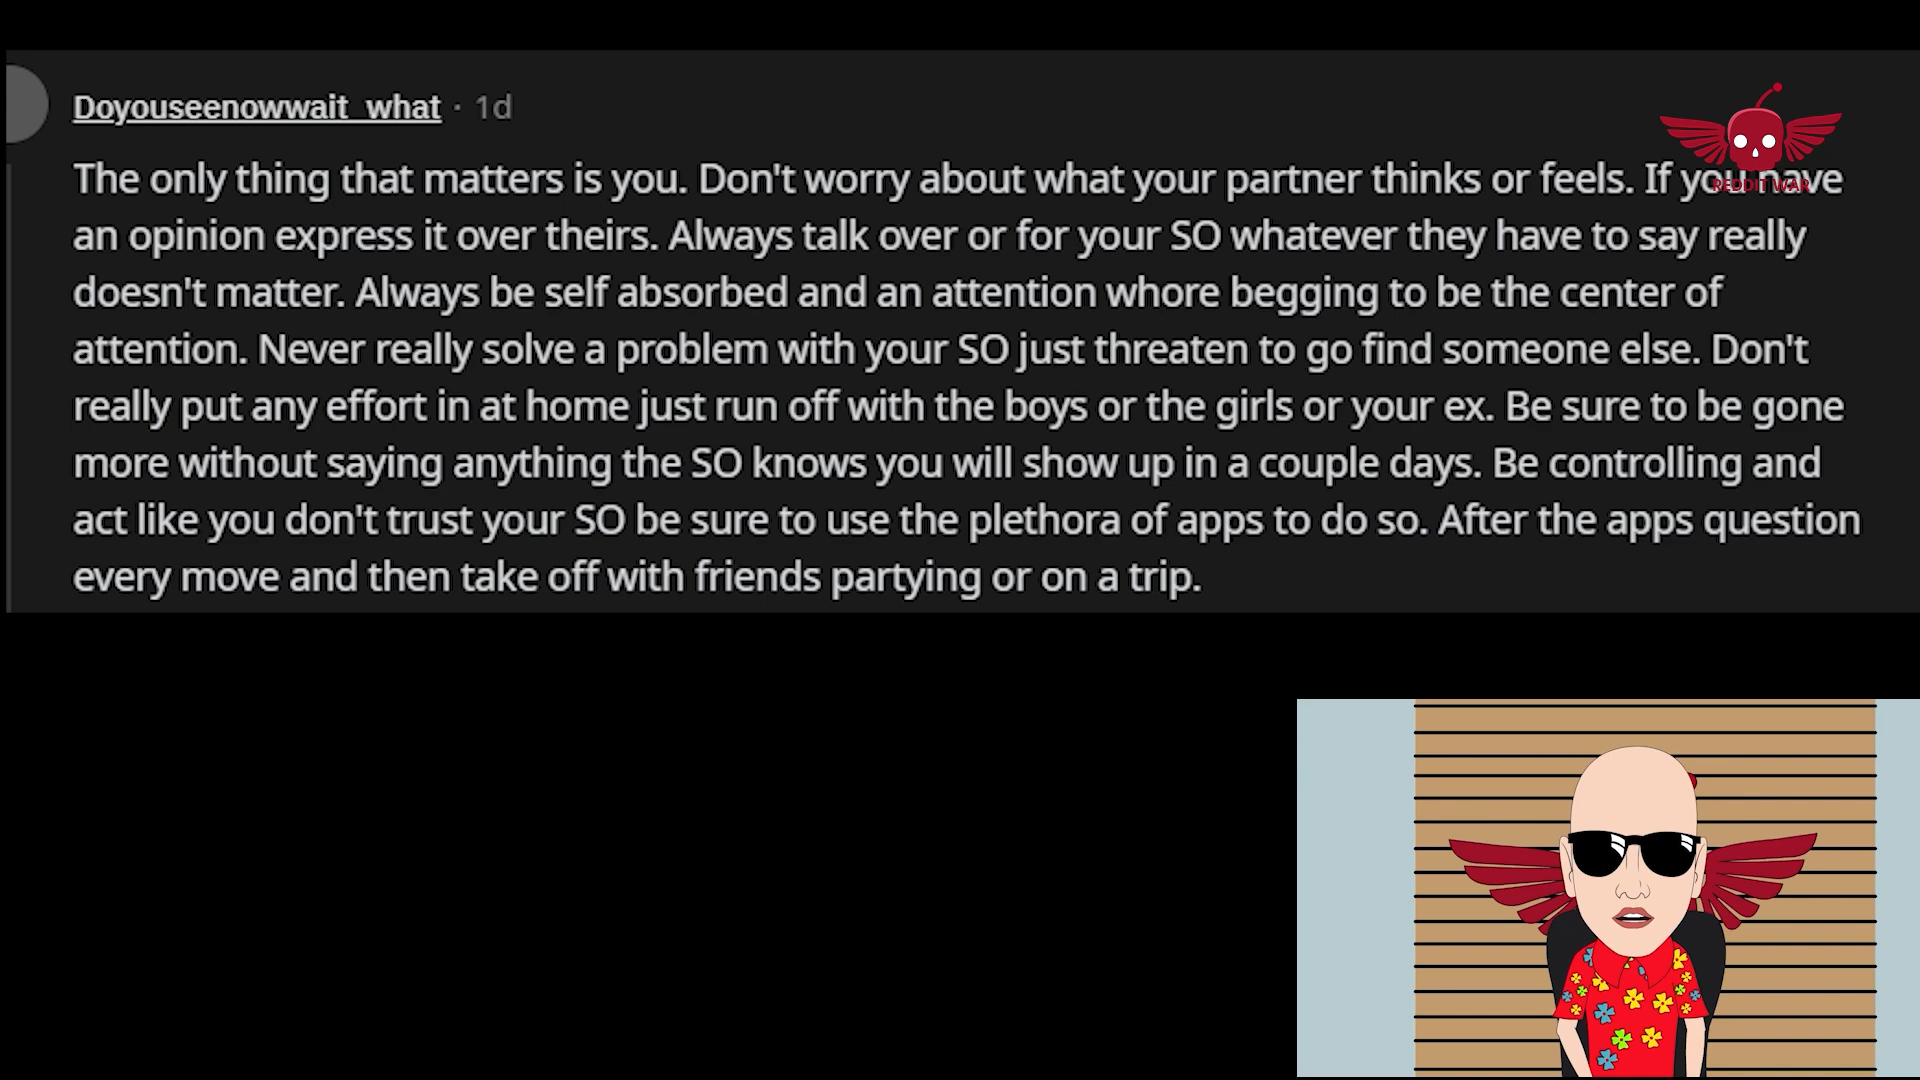 Doyouseenowwait_what · 1d
REDDIT WAR
The only thing that matters is you. Don't worry about what your partner thinks or feels. If you have
an opinion express it over theirs. Always talk over or for your SO whatever they have to say really
doesn't matter. Always be self absorbed and an attention whore begging to be the center of
attention. Never really solve a problem with your SO just threaten to go find someone else. Don't
really put any effort in at home just run off with the boys or the girls or your ex. Be sure to be gone
more without saying anything the SO knows you will show up in a couple days. Be controlling and
act like you don't trust your SO be sure to use the plethora of apps to do so. After the apps question
every move and then take off with friends partying or on a trip.